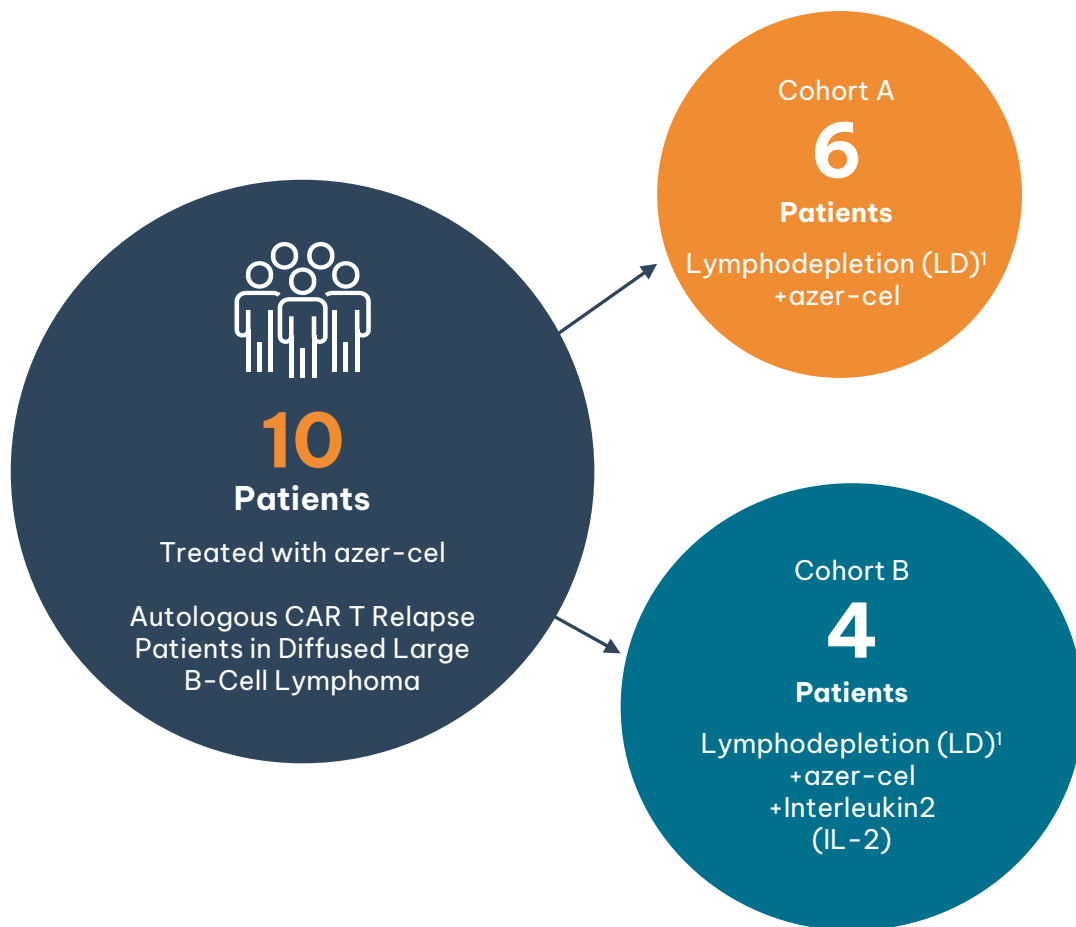 10
Patients
Treated with azer-cel
Autologous CAR T Relapse
Patients in Diffused Large
B-Cell Lymphoma
Cohort A
6
Patients
Lymphodepletion (LD)¹
+azer-cel
Cohort B
4
Patients
Lymphodepletion (LD)¹
+azer-cel
+Interleukin2
(IL-2)